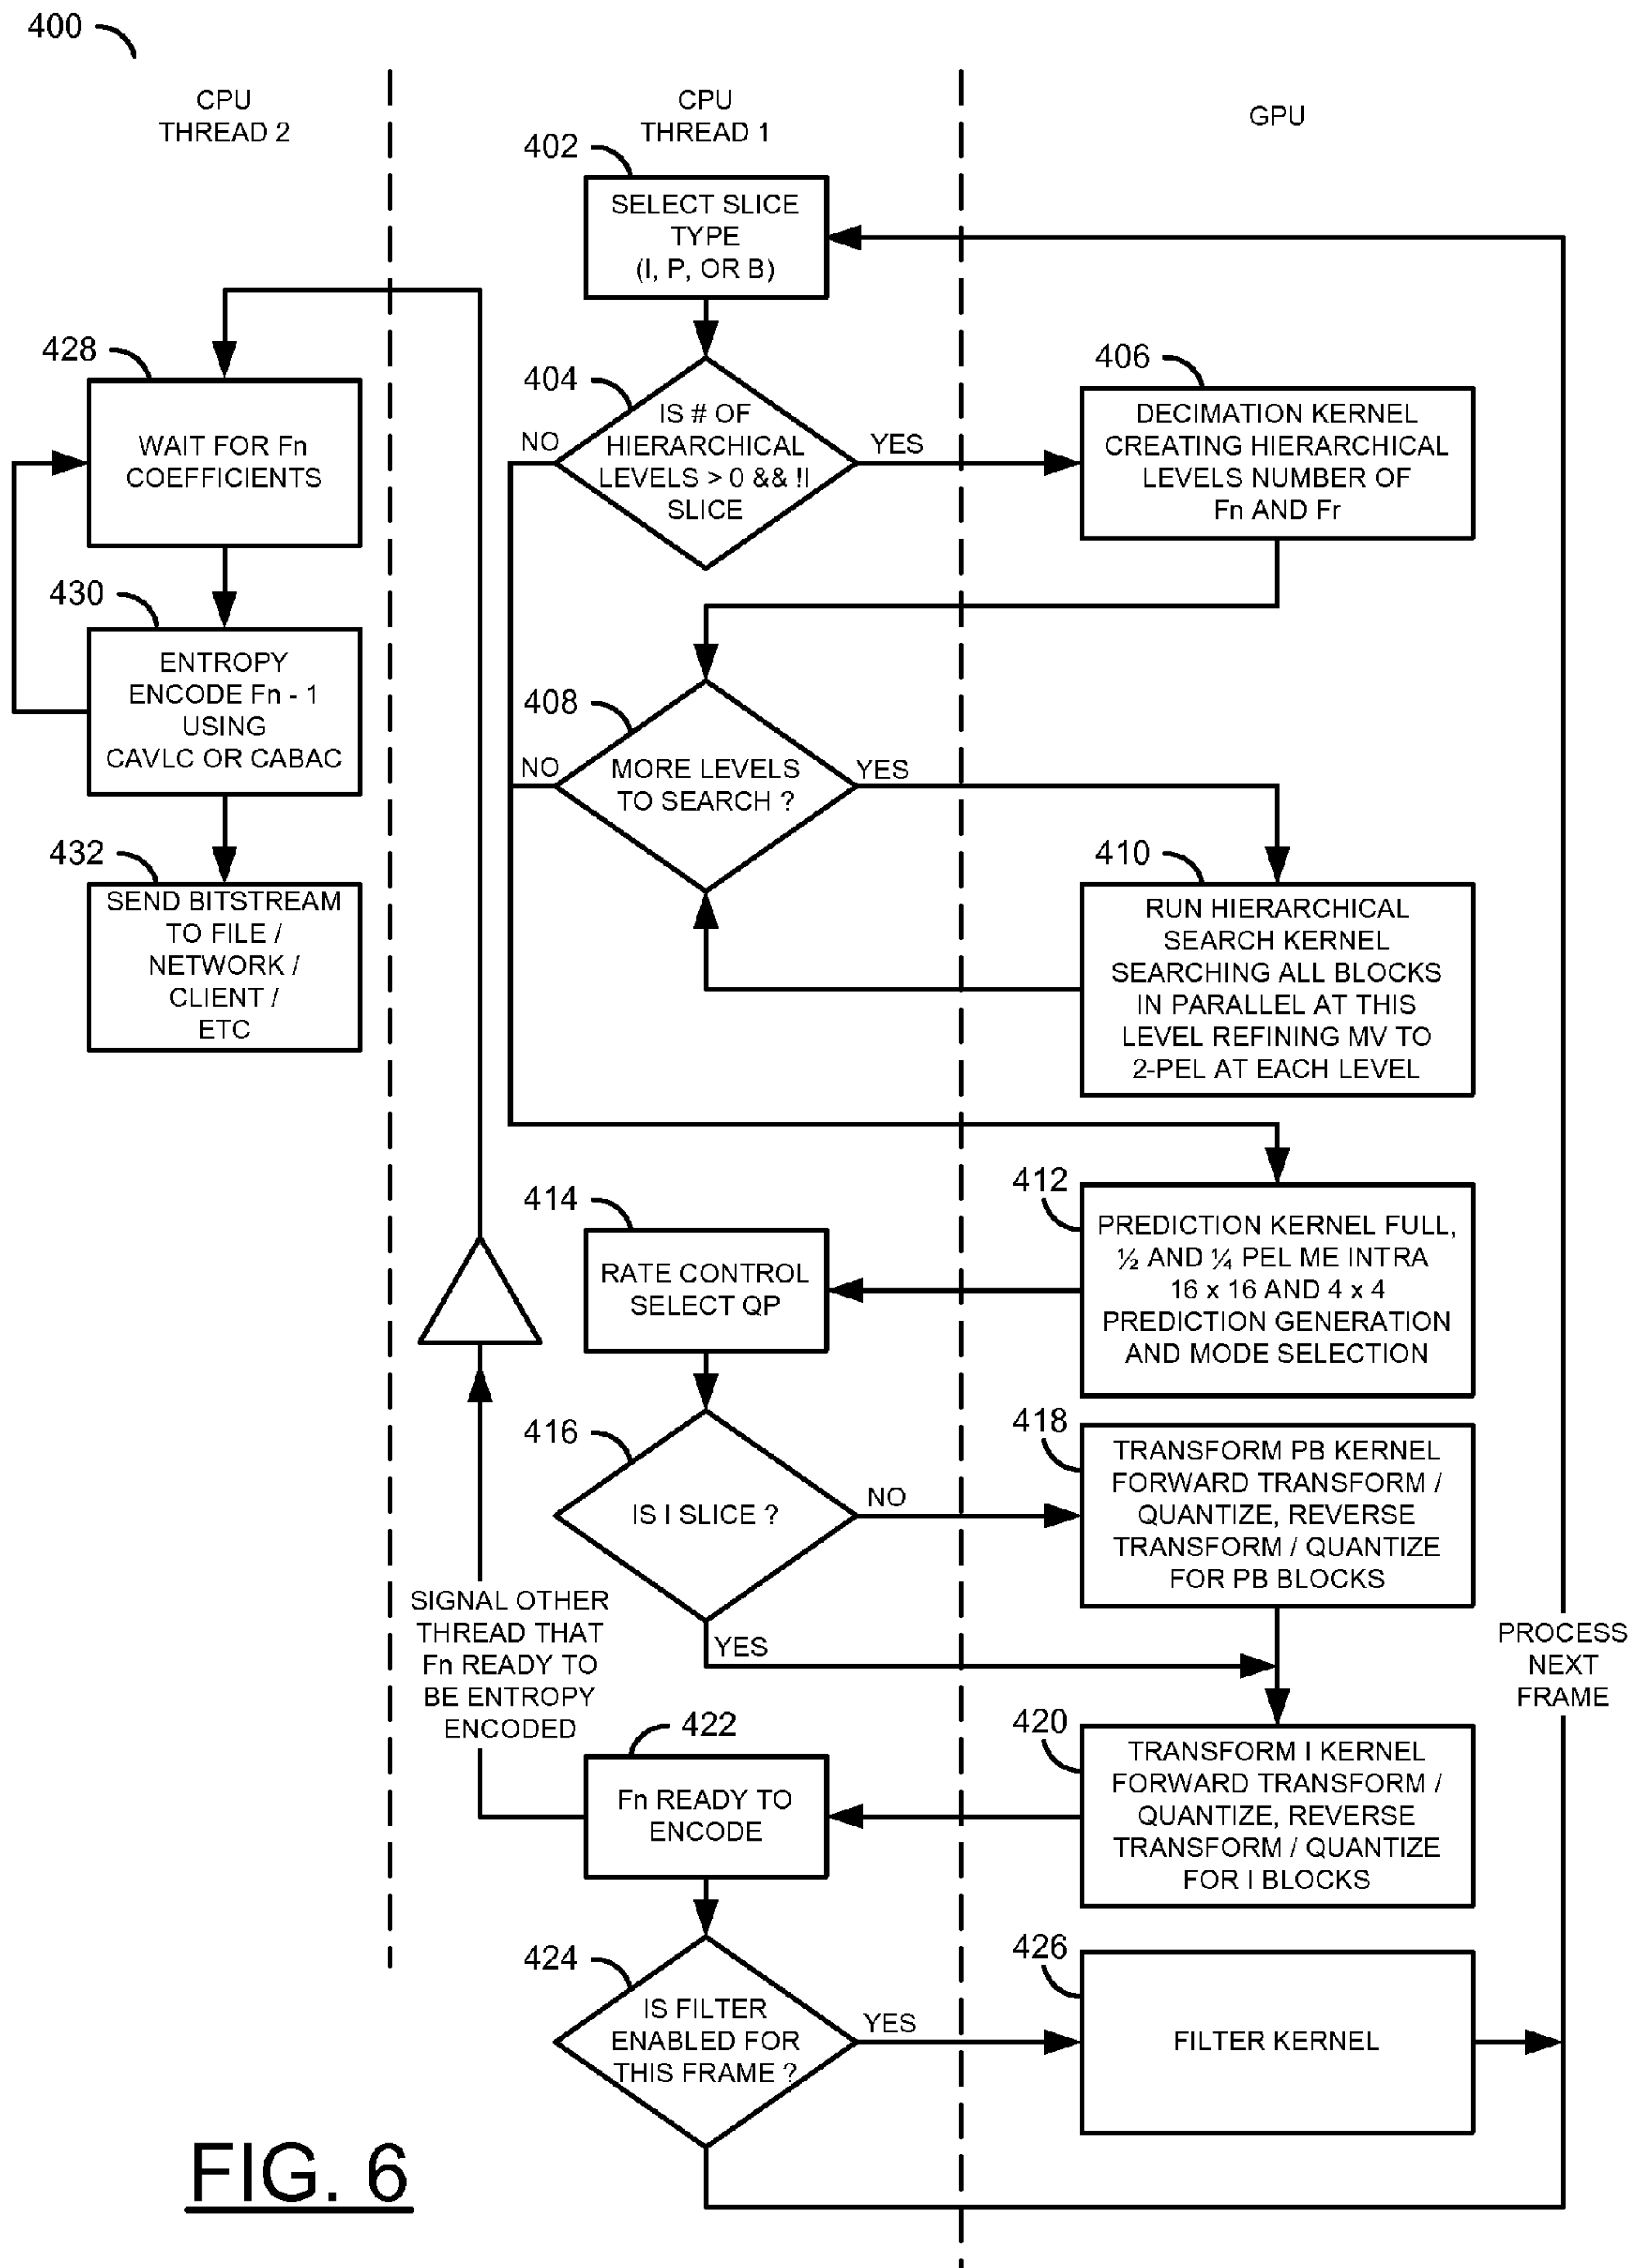 400
CPU
THREAD 2
CPU
THREAD 1
GPU
402
SELECT SLICE
TYPE
(I, P, OR B)
404
IS # OF
HIERARCHICAL
LEVELS > 0 && !I
SLICE
NO
YES
406
DECIMATION KERNEL
CREATING HIERARCHICAL
LEVELS NUMBER OF
Fn AND Fr
428
WAIT FOR Fn
COEFFICIENTS
430
ENTROPY
ENCODE Fn - 1
USING
CAVLC OR CABAC
432
SEND BITSTREAM
TO FILE /
NETWORK /
CLIENT /
ETC
408
MORE LEVELS
TO SEARCH ?
NO
YES
410
RUN HIERARCHICAL
SEARCH KERNEL
SEARCHING ALL BLOCKS
IN PARALLEL AT THIS
LEVEL REFINING MV TO
2-PEL AT EACH LEVEL
412
PREDICTION KERNEL FULL,
½ AND ¼ PEL ME INTRA
16 x 16 AND 4 x 4
PREDICTION GENERATION
AND MODE SELECTION
414
RATE CONTROL
SELECT QP
416
IS I SLICE ?
NO
YES
418
TRANSFORM PB KERNEL
FORWARD TRANSFORM /
QUANTIZE, REVERSE
TRANSFORM / QUANTIZE
FOR PB BLOCKS
SIGNAL OTHER
THREAD THAT
Fn READY TO
BE ENTROPY
ENCODED
PROCESS
NEXT
FRAME
420
TRANSFORM I KERNEL
FORWARD TRANSFORM /
QUANTIZE, REVERSE
TRANSFORM / QUANTIZE
FOR I BLOCKS
422
Fn READY TO
ENCODE
424
IS FILTER
ENABLED FOR
THIS FRAME ?
YES
426
FILTER KERNEL
FIG. 6